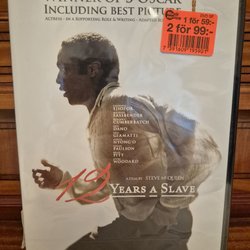 WINNER OF 3 OSCAR
INCLUDING BEST PICTURE
ACTRESS - IN A SUPPORTING ROLE & WRITING - ADAPTED
1 för 59:-
2 för 99:-
EJIOFOR
FASSBENDER
CUMBERBATCH
DANO
GIAMATTI
NYONG'O
PAULSON
PITT
WOODARD
A FILM BY STEVE McQUEEN
12 YEARS A SLAVE